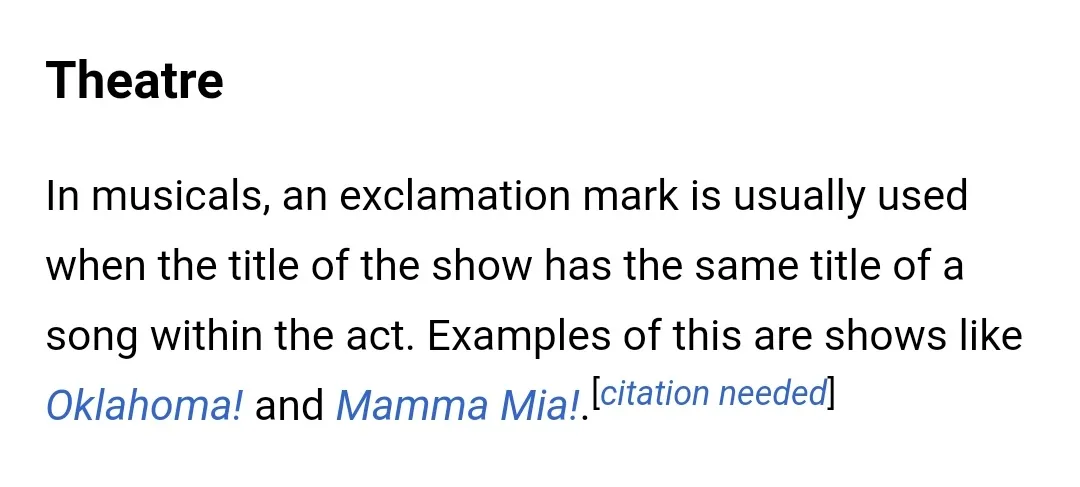 Theatre
In musicals, an exclamation mark is usually used
when the title of the show has the same title of a
song within the act. Examples of this are shows like
Oklahoma! and Mamma Mia!.[citation needed]